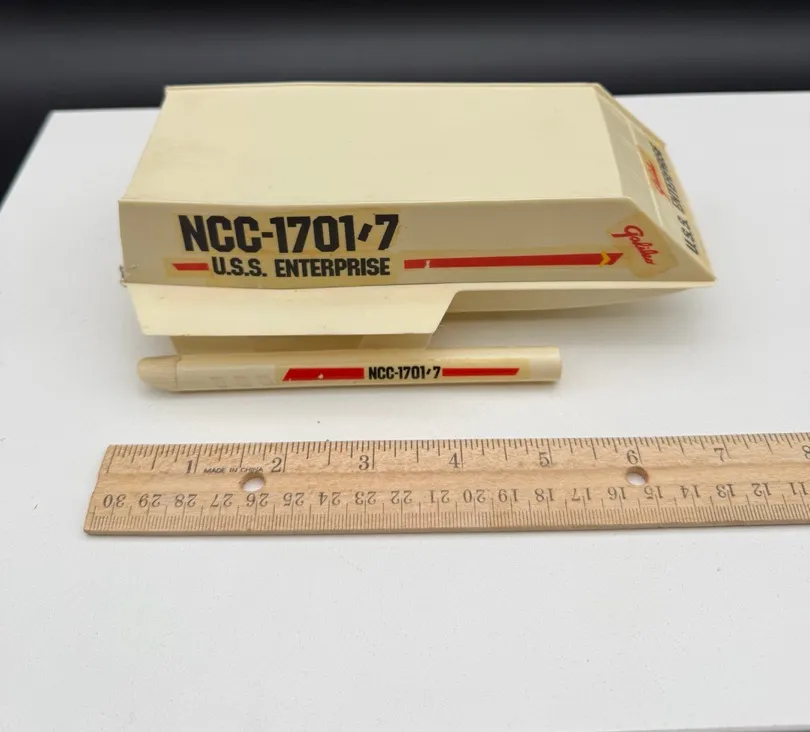 NCC-1701/7
U.S.S. ENTERPRISE
Galileo
U.S.S. ENTERPRISE
NCC-1701/7
1 2 3 4 5 6 7 8
MADE IN CHINA
30 29 28 27 26 25 24 23 22 21 20 19 18 17 16 15 14 13 12 11